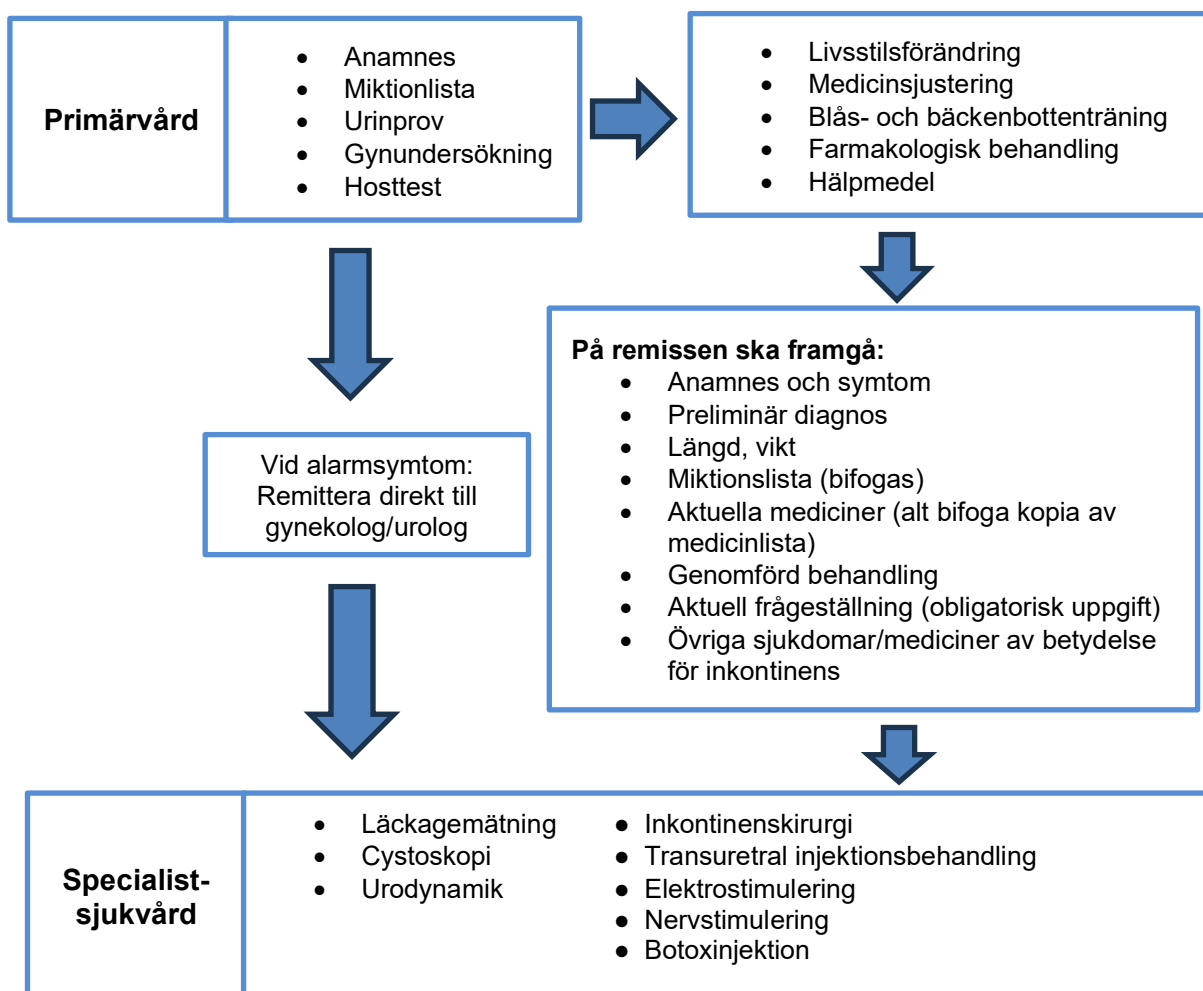 Primärvård
• Anamnes
• Miktionlista
• Urinprov
• Gynundersökning
• Hosttest
• Livsstilsförändring
• Medicinsjustering
• Blås- och bäckenbottenträning
• Farmakologisk behandling
• Hälpmedel
Vid alarmsymtom:
Remittera direkt till
gynekolog/urolog
På remissen ska framgå:
• Anamnes och symtom
• Preliminär diagnos
• Längd, vikt
• Miktionslista (bifogas)
• Aktuella mediciner (alt bifoga kopia av
medicinlista)
• Genomförd behandling
• Aktuell frågeställning (obligatorisk uppgift)
• Övriga sjukdomar/mediciner av betydelse
för inkontinens
Specialist-
sjukvård
• Läckagemätning
• Cystoskopi
• Urodynamik
● Inkontinenskirurgi
● Transuretral injektionsbehandling
● Elektrostimulering
● Nervstimulering
● Botoxinjektion